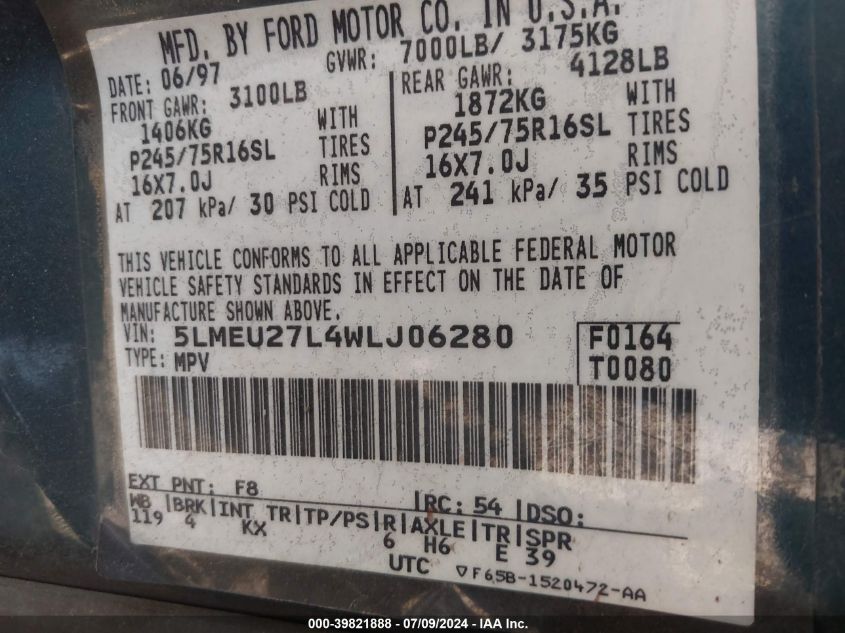 MFD. BY FORD MOTOR CO. IN U.S.A.
DATE: 06/97 GVWR: 7000LB/ 3175KG
FRONT GAWR: 3100LB
1406KG WITH
P245/75R16SL TIRES
16X7.0J RIMS
AT 207 kPa/ 30 PSI COLD
REAR GAWR: 4128LB
1872KG WITH
P245/75R16SL TIRES
16X7.0J RIMS
AT 241 kPa/ 35 PSI COLD
THIS VEHICLE CONFORMS TO ALL APPLICABLE FEDERAL MOTOR
VEHICLE SAFETY STANDARDS IN EFFECT ON THE DATE OF
MANUFACTURE SHOWN ABOVE.
VIN: 5LMEU27L4WLJ06280
TYPE: MPV
F0164
T0080
EXT PNT: F8 |RC: 54 |DSO:
WB |BRK|INT TR|TP/PS|R|AXLE|TR|SPR
119 4 KX 6 H6 E 39
UTC ▽F65B-1520472-AA
000-39821888 - 07/09/2024 - IAA Inc.